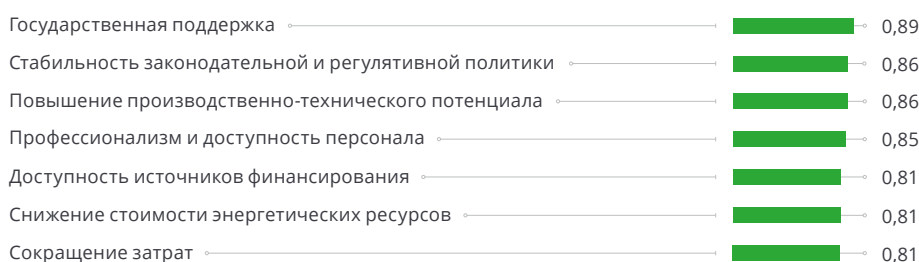 Государственная поддержка 0,89
Стабильность законодательной и регулятивной политики 0,86
Повышение производственно-технического потенциала 0,86
Профессионализм и доступность персонала 0,85
Доступность источников финансирования 0,81
Снижение стоимости энергетических ресурсов 0,81
Сокращение затрат 0,81